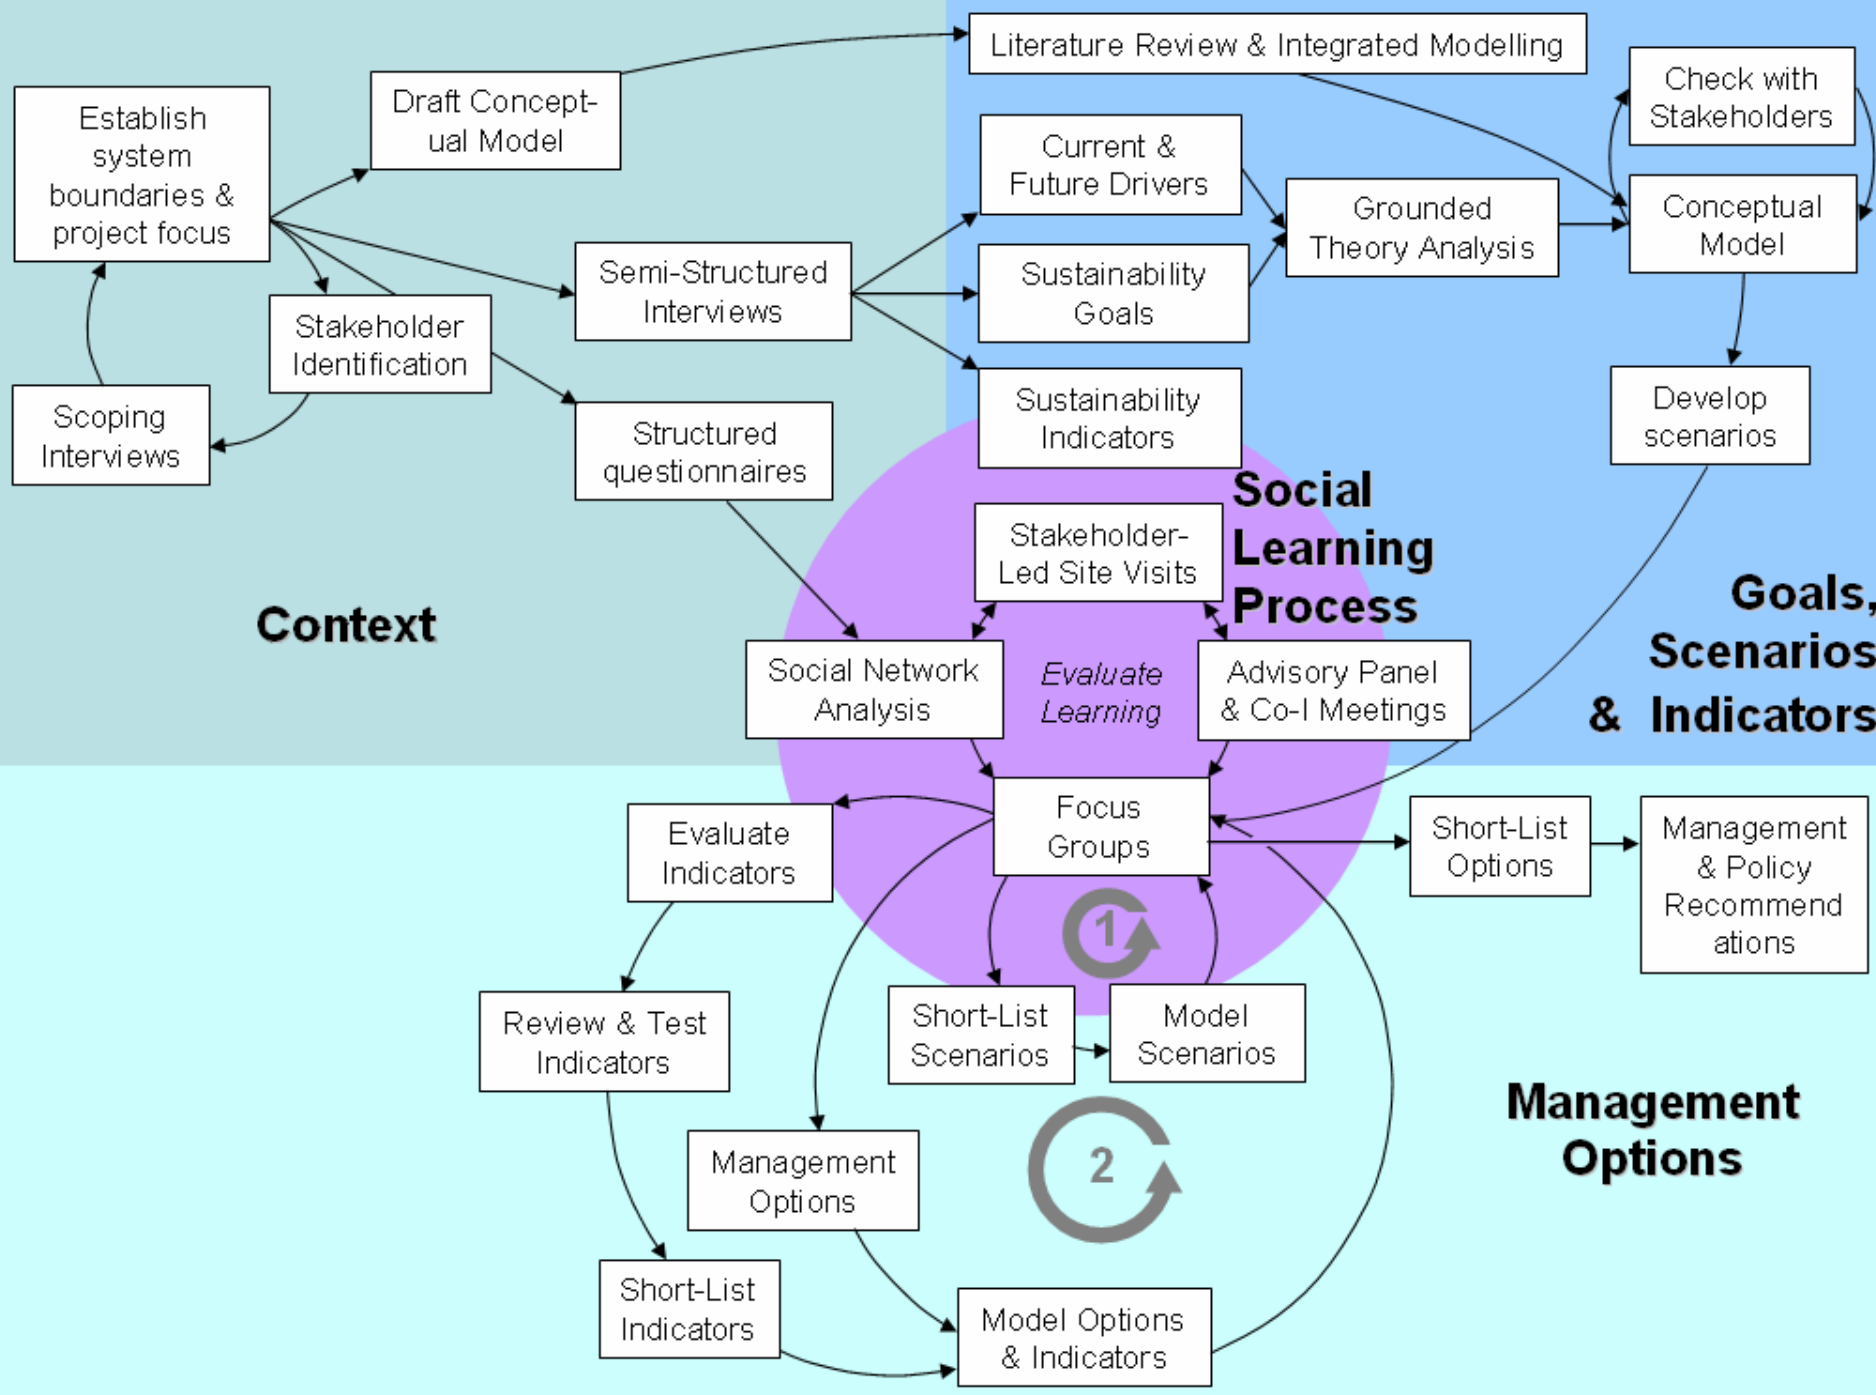 Literature Review & Integrated Modelling
Draft Concept-
ual Model
Establish
system
boundaries &
project focus
Check with
Stakeholders
Current &
Future Drivers
Grounded
Theory Analysis
Conceptual
Model
Semi-Structured
Interviews
Sustainability
Goals
Stakeholder
Identification
Scoping
Interviews
Structured
questionnaires
Sustainability
Indicators
Develop
scenarios
Social
Learning
Process
Stakeholder-
Led Site Visits
Context
Goals,
Scenarios
& Indicators
Social Network
Analysis
Evaluate
Learning
Advisory Panel
& Co-I Meetings
Focus
Groups
Evaluate
Indicators
Short-List
Options
Management
& Policy
Recommend
ations
1
Review & Test
Indicators
Short-List
Scenarios
Model
Scenarios
Management
Options
2
Management
Options
Short-List
Indicators
Model Options
& Indicators